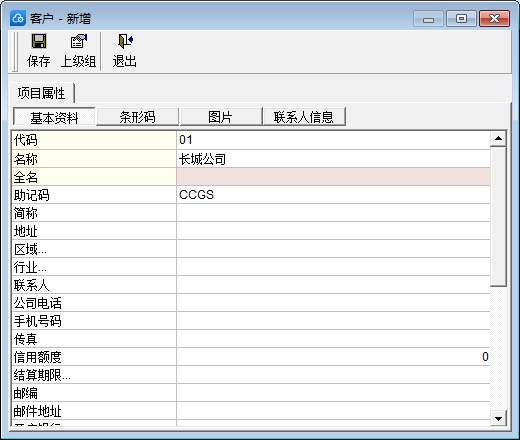 客户 - 新增
保存 上级组 退出
项目属性
基本资料 条形码 图片 联系人信息
代码 01
名称 长城公司
全名
助记码 CCGS
简称
地址
区域...
行业...
联系人
公司电话
手机号码
传真
信用额度 0
结算期限...
邮编
邮件地址